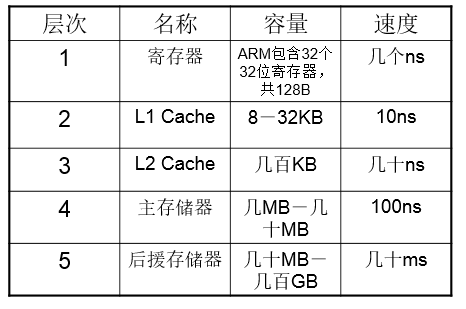 层次 名称 容量 速度
1 寄存器 ARM包含32个
32位寄存器，
共128B 几个ns
2 L1 Cache 8－32KB 10ns
3 L2 Cache 几百KB 几十ns
4 主存储器 几MB－几
十MB 100ns
5 后援存储器 几十MB－
几百GB 几十ms